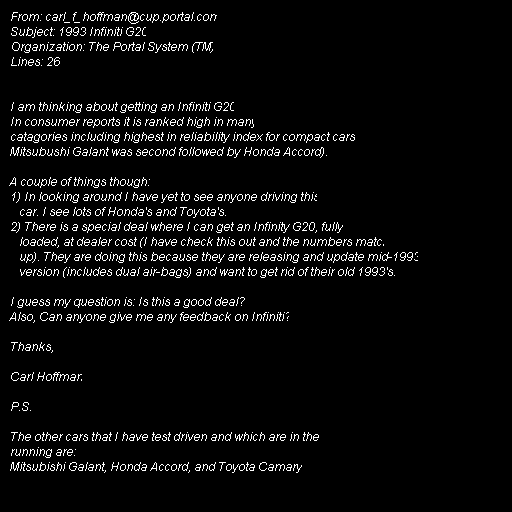 From: carl_f_hoffman@cup.portal.com
Subject: 1993 Infiniti G20
Organization: The Portal System (TM)
Lines: 26
I am thinking about getting an Infiniti G20.
In consumer reports it is ranked high in many
catagories including highest in reliability index for compact cars.
Mitsubushi Galant was second followed by Honda Accord).
A couple of things though:
1) In looking around I have yet to see anyone driving this
car. I see lots of Honda's and Toyota's.
2) There is a special deal where I can get an Infinity G20, fully
loaded, at dealer cost (I have check this out and the numbers match
up). They are doing this because they are releasing and update mid-1993
version (includes dual air-bags) and want to get rid of their old 1993's.
I guess my question is: Is this a good deal?
Also, Can anyone give me any feedback on Infiniti?
Thanks,
Carl Hoffman
P.S.
The other cars that I have test driven and which are in the
running are:
Mitsubishi Galant, Honda Accord, and Toyota Camary